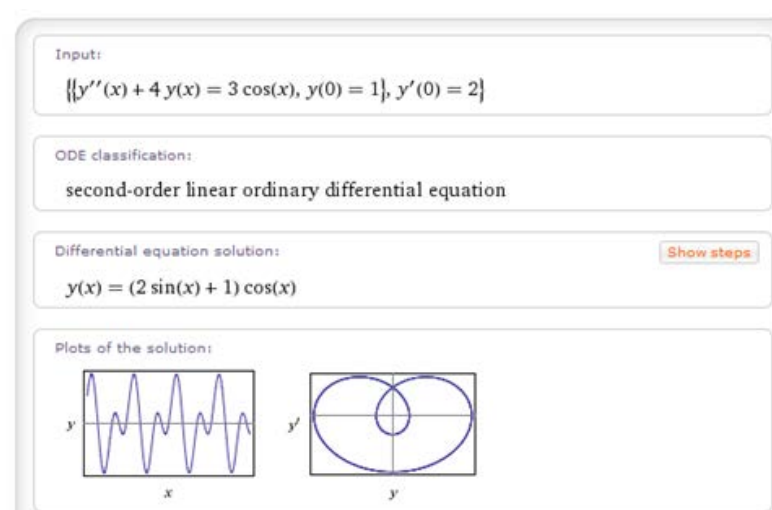 Input:
{{y′′(x) + 4 y(x) = 3 cos(x), y(0) = 1}, y′(0) = 2}
ODE classification:
second-order linear ordinary differential equation
Differential equation solution:
Show steps
y(x) = (2 sin(x) + 1) cos(x)
Plots of the solution:
y
y′
x
y